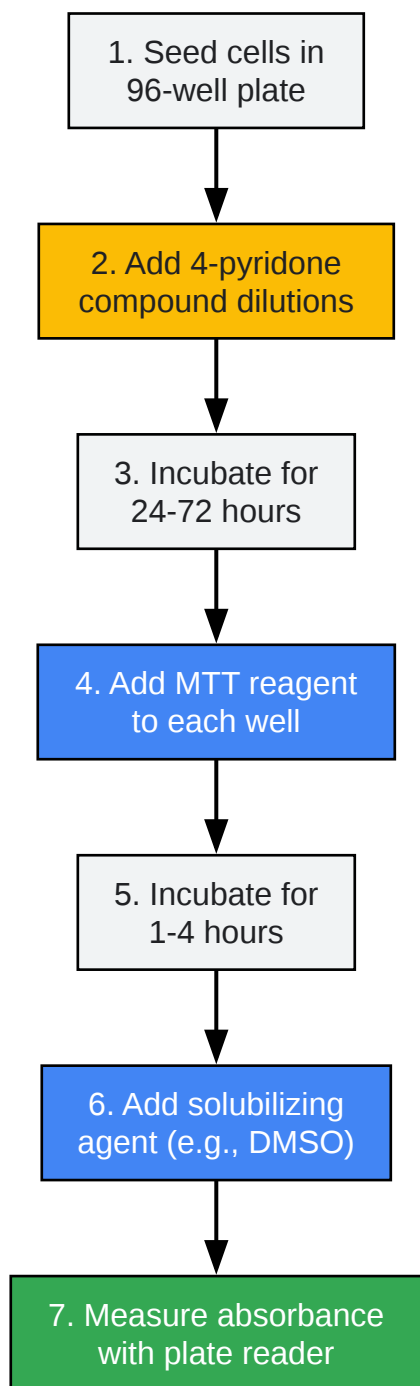 1. Seed cells in
96-well plate
2. Add 4-pyridone
compound dilutions
3. Incubate for
24-72 hours
4. Add MTT reagent
to each well
5. Incubate for
1-4 hours
6. Add solubilizing
agent (e.g., DMSO)
7. Measure absorbance
with plate reader